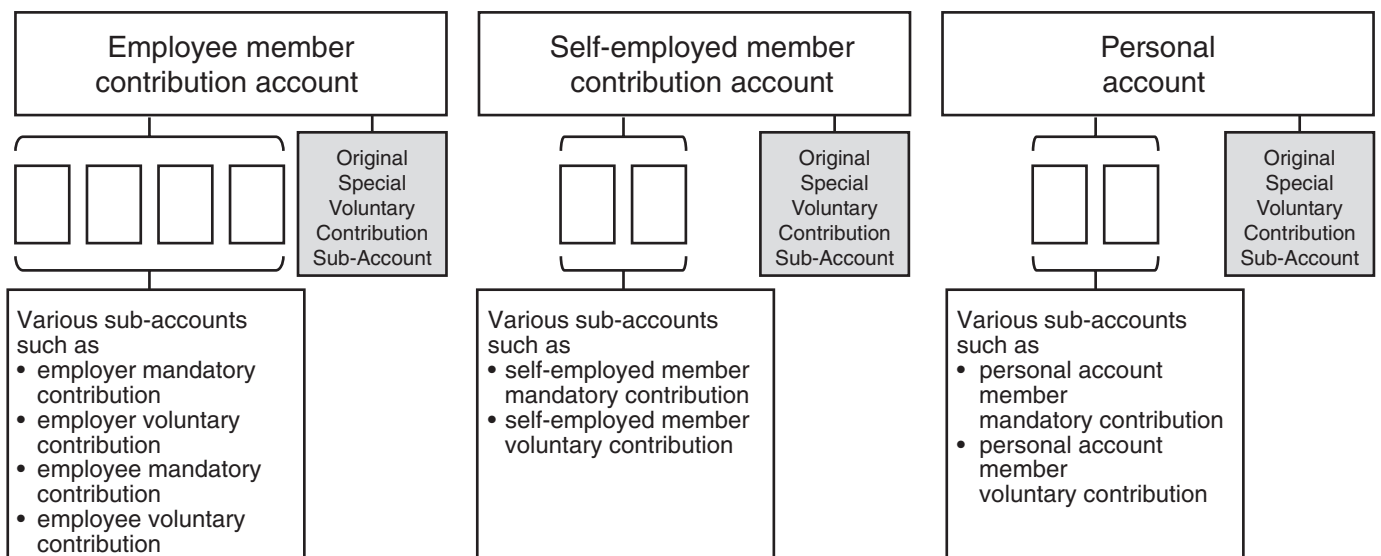 Employee member
contribution account
Self-employed member
contribution account
Personal
account
Original
Special
Voluntary
Contribution
Sub-Account
Original
Special
Voluntary
Contribution
Sub-Account
Original
Special
Voluntary
Contribution
Sub-Account
Various sub-accounts
such as
• employer mandatory
contribution
• employer voluntary
contribution
• employee mandatory
contribution
• employee voluntary
contribution
Various sub-accounts
such as
• self-employed member
mandatory contribution
• self-employed member
voluntary contribution
Various sub-accounts
such as
• personal account
member
mandatory contribution
• personal account
member
voluntary contribution